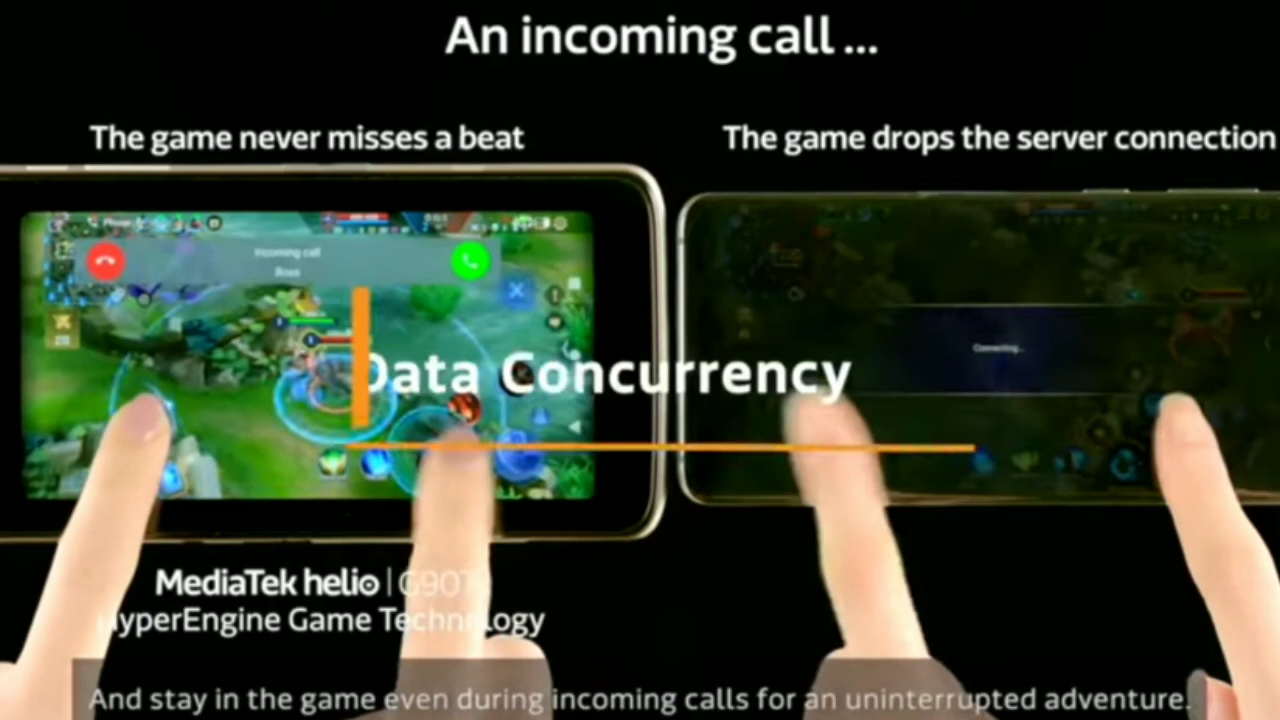 An incoming call ...
The game never misses a beat
The game drops the server connection
Incoming call
Boss
Connecting...
Data Concurrency
MediaTek helio | G90T
HyperEngine Game Technology
And stay in the game even during incoming calls for an uninterrupted adventure.